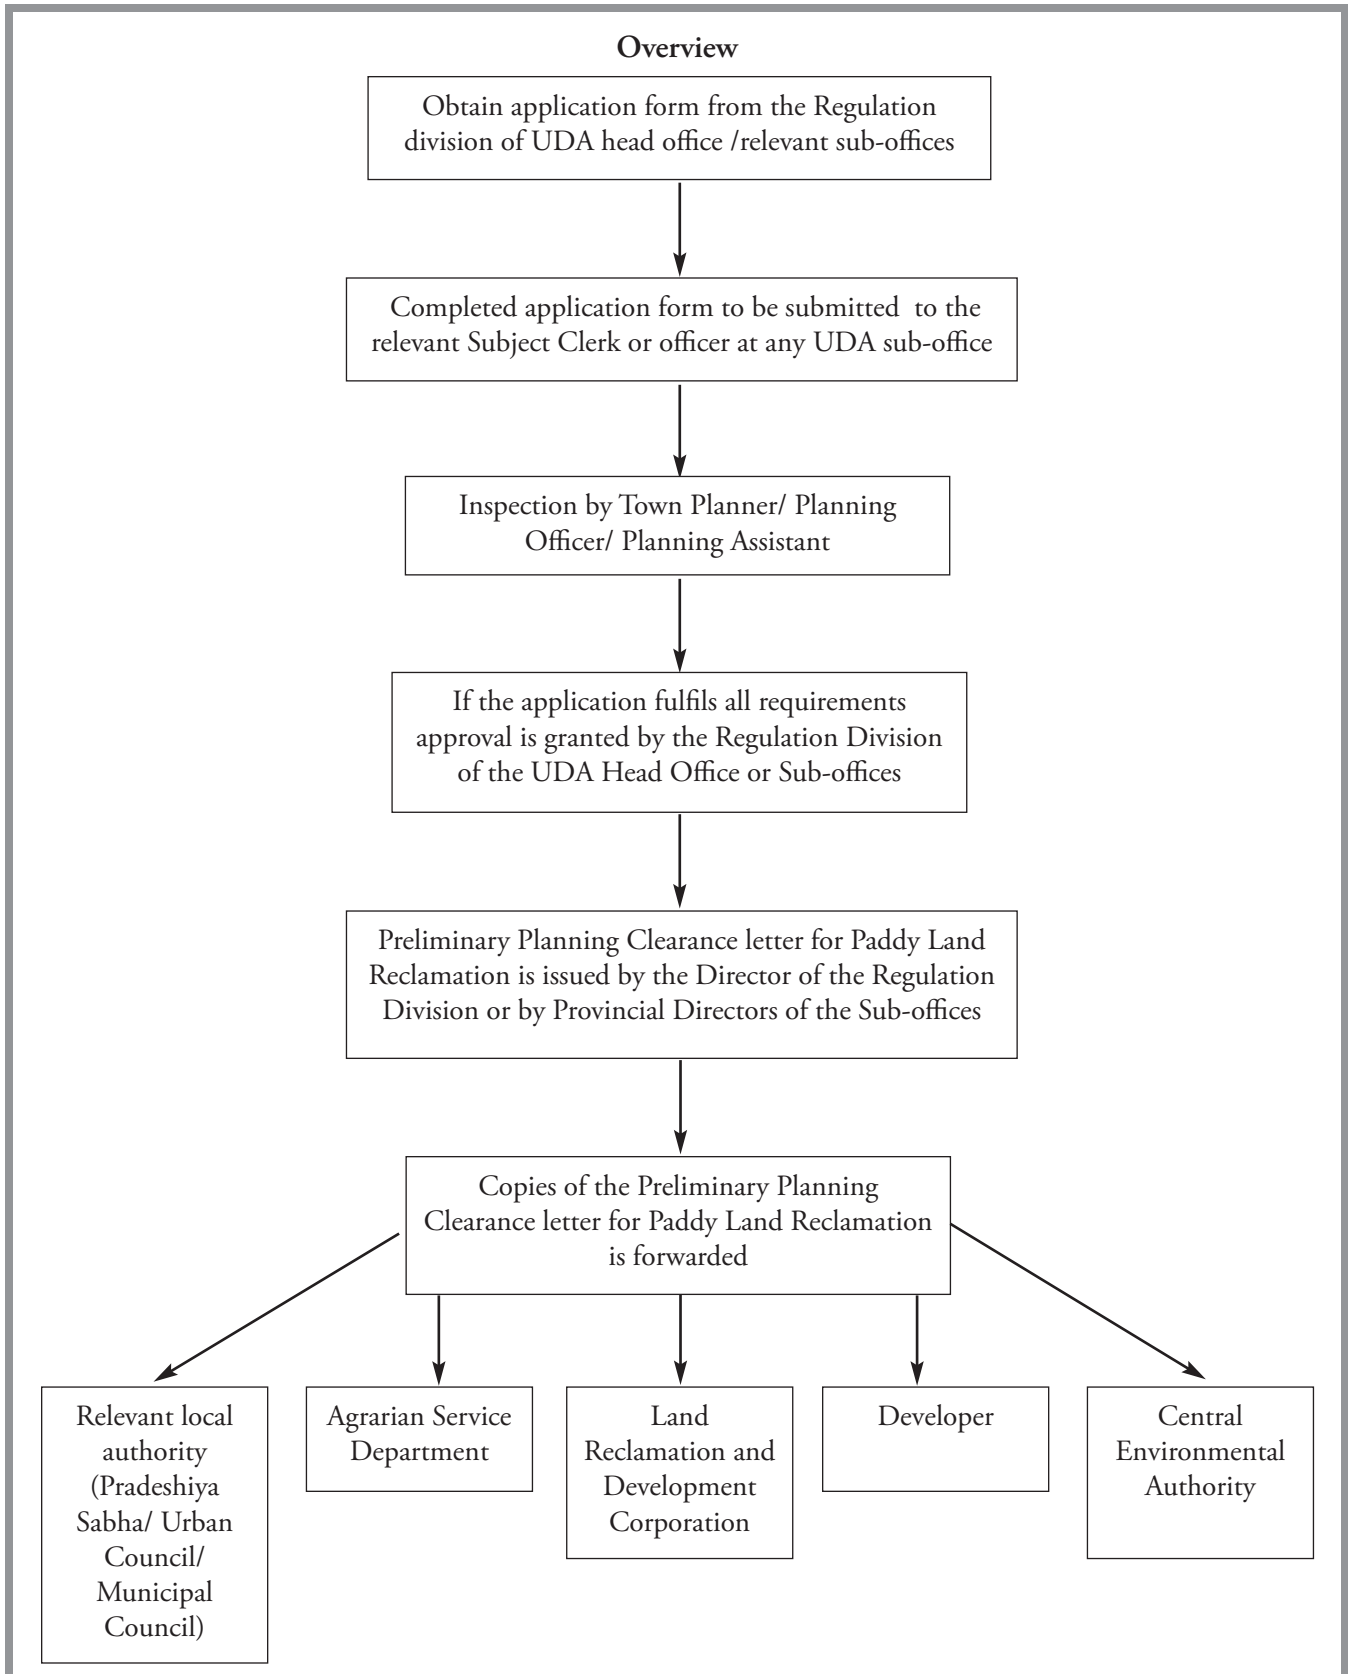 Overview
Obtain application form from the Regulation
division of UDA head office /relevant sub-offices
Completed application form to be submitted  to the
relevant Subject Clerk or officer at any UDA sub-office
Inspection by Town Planner/ Planning
Officer/ Planning Assistant
If the application fulfils all requirements
approval is granted by the Regulation Division
of the UDA Head Office or Sub-offices
Preliminary Planning Clearance letter for Paddy Land
Reclamation is issued by the Director of the Regulation
Division or by Provincial Directors of the Sub-offices
Copies of the Preliminary Planning
Clearance letter for Paddy Land Reclamation
is forwarded
Relevant local
authority
(Pradeshiya
Sabha/ Urban
Council/
Municipal
Council)
Agrarian Service
Department
Land
Reclamation and
Development
Corporation
Developer
Central
Environmental
Authority